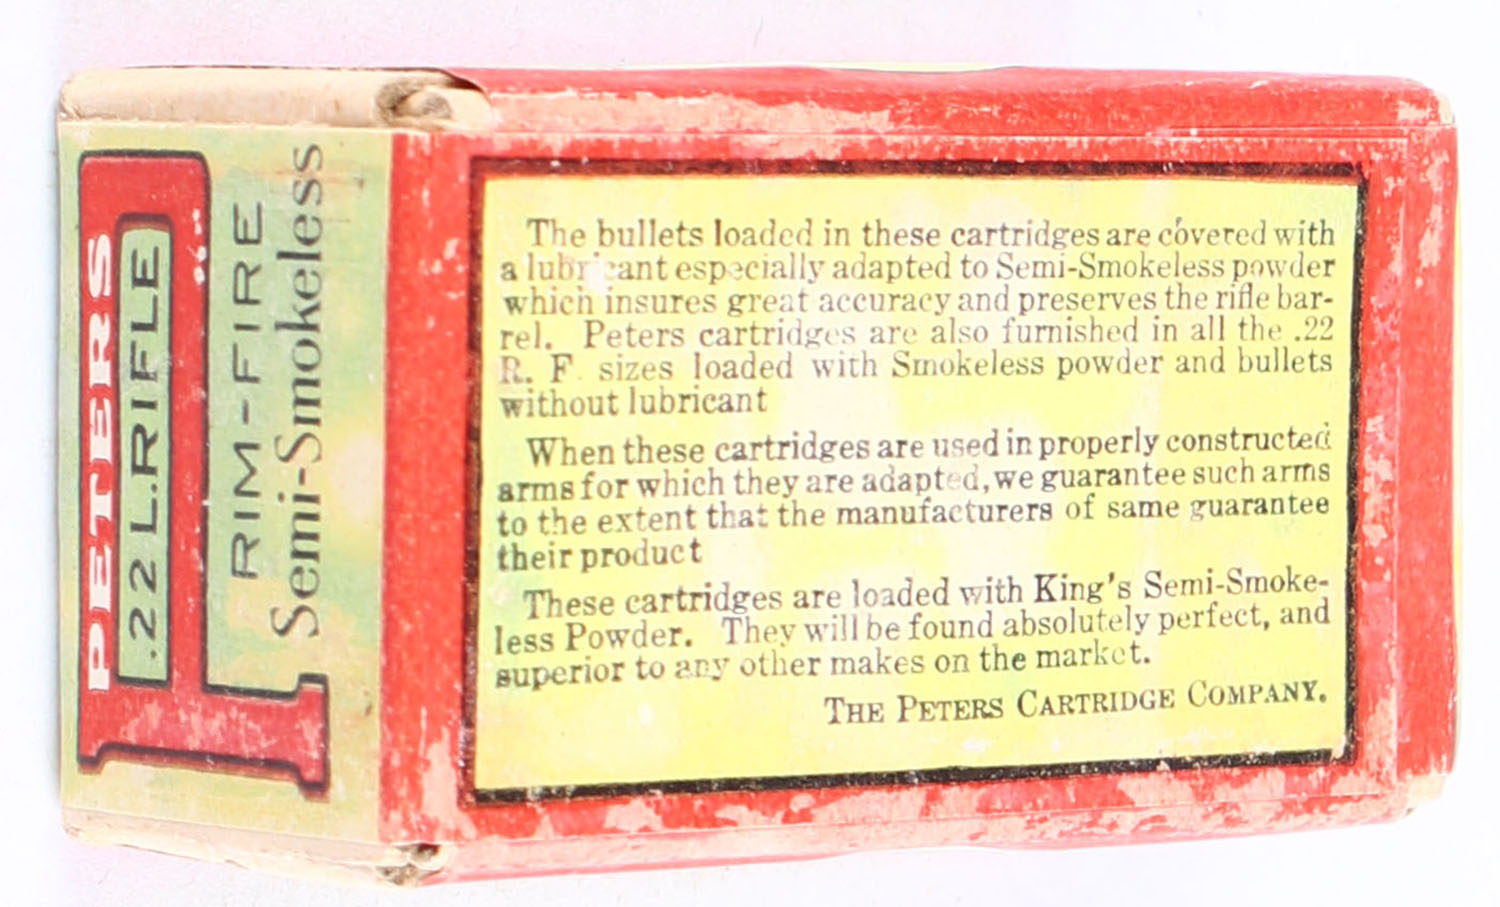 PETERS
.22 L.RIFLE
RIM-FIRE
Semi-Smokeless
The bullets loaded in these cartridges are covered with
a lubricant especially adapted to Semi-Smokeless powder
which insures great accuracy and preserves the rifle bar-
rel. Peters cartridges are also furnished in all the .22
R. F. sizes loaded with Smokeless powder and bullets
without lubricant
When these cartridges are used in properly constructed
arms for which they are adapted, we guarantee such arms
to the extent that the manufacturers of same guarantee
their product
These cartridges are loaded with King's Semi-Smoke-
less Powder. They will be found absolutely perfect, and
superior to any other makes on the market.
THE PETERS CARTRIDGE COMPANY.